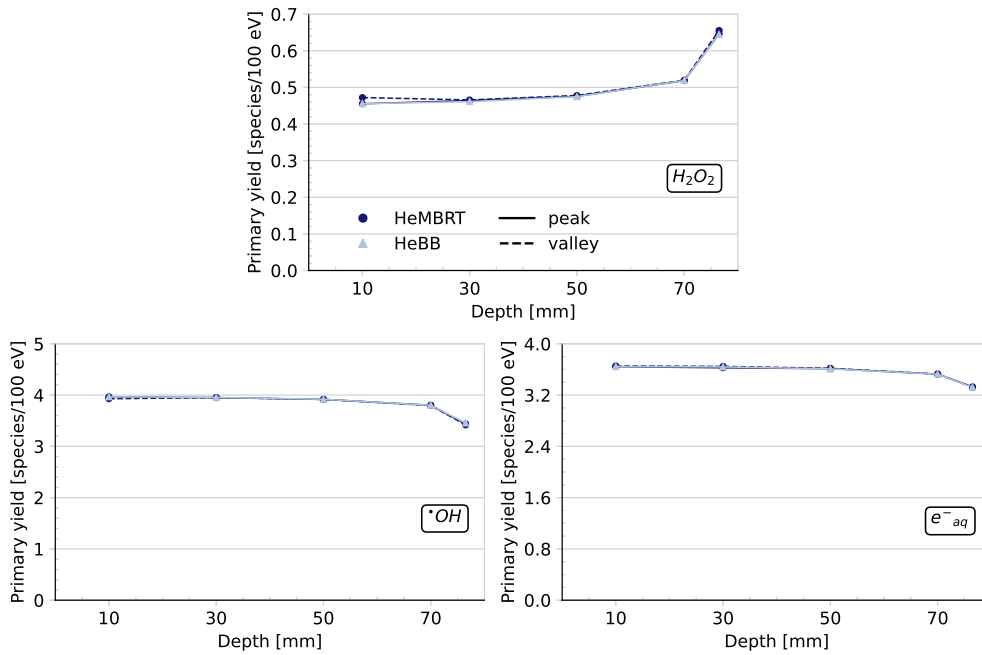 Primary yield [species/100 eV]
0.7
0.6
0.5
0.4
0.3
0.2
0.1
0.0
H₂O₂
HeMBRT
HeBB
peak
valley
10 30 50 70
Depth [mm]
Primary yield [species/100 eV]
5
4
3
2
1
0
•OH
10 30 50 70
Depth [mm]
Primary yield [species/100 eV]
4.0
3.2
2.4
1.6
0.8
0.0
e⁻aq
10 30 50 70
Depth [mm]